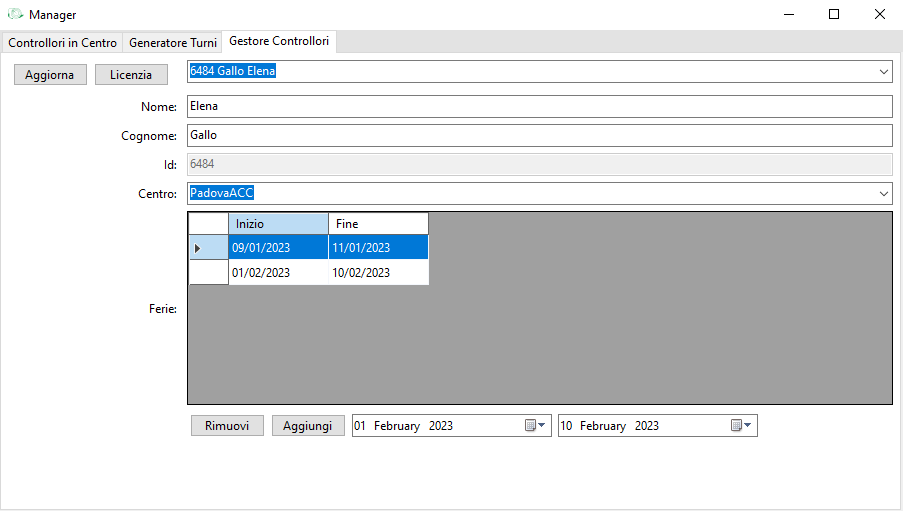 Manager
Controllori in Centro Generatore Turni Gestore Controllori
Aggiorna Licenzia 6484 Gallo Elena
Nome: Elena
Cognome: Gallo
Id: 6484
Centro: PadovaACC
Inizio Fine
09/01/2023 11/01/2023
01/02/2023 10/02/2023
Ferie:
Rimuovi Aggiungi 01 February 2023 10 February 2023